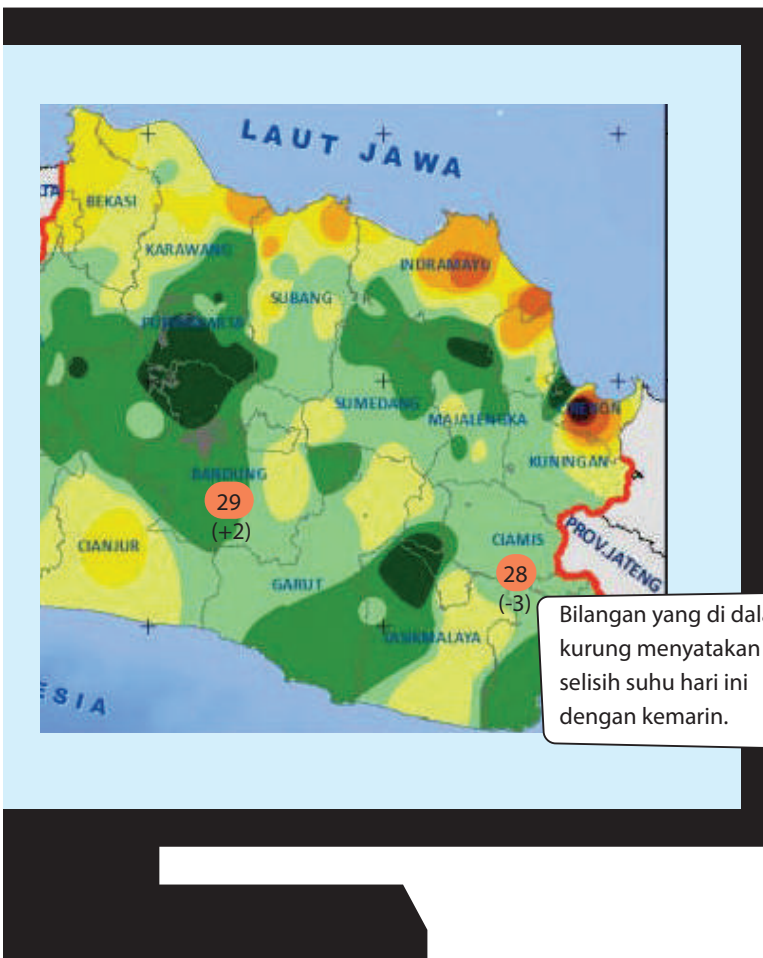 LAUT JAWA
BEKASI
KARAWANG
INDRAMAYU
SUBANG
PURWAKARTA
SUMEDANG
MAJALENGKA
KUNINGAN
BANDUNG
29
(+2)
CIANJUR
CIAMIS
PROV.JATENG
28
(-3)
GARUT
TASIKMALAYA
ESIA
Bilangan yang di dala
kurung menyatakan
selisih suhu hari ini
dengan kemarin.